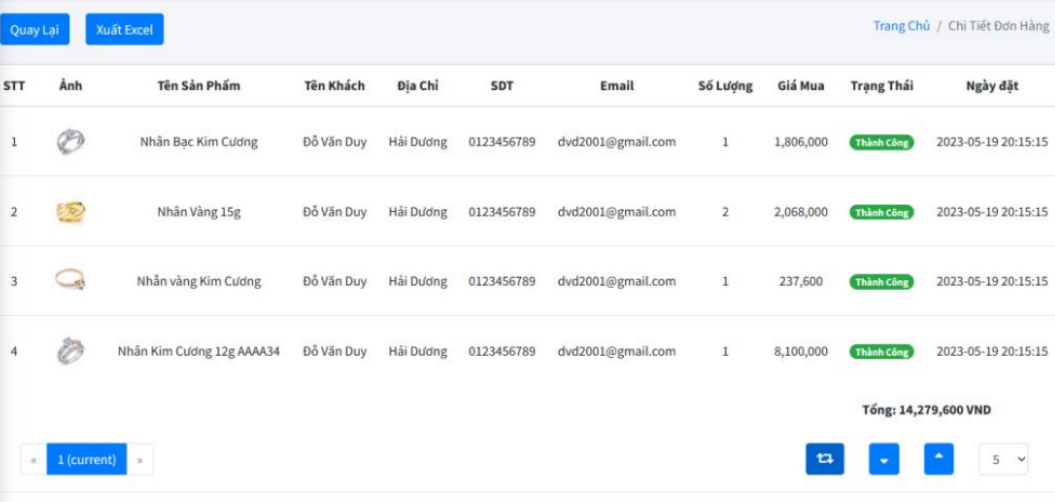 Quay Lại Xuất Excel Trang Chủ / Chi Tiết Đơn Hàng
STT Ảnh Tên Sản Phẩm Tên Khách Địa Chỉ SDT Email Số Lượng Giá Mua Trạng Thái Ngày đặt
1 Nhân Bạc Kim Cương Đỗ Văn Duy Hải Dương 0123456789 dvd2001@gmail.com 1 1,806,000 Thành Công 2023-05-19 20:15:15
2 Nhân Vàng 15g Đỗ Văn Duy Hải Dương 0123456789 dvd2001@gmail.com 2 2,068,000 Thành Công 2023-05-19 20:15:15
3 Nhẫn vàng Kim Cương Đỗ Văn Duy Hải Dương 0123456789 dvd2001@gmail.com 1 237,600 Thành Công 2023-05-19 20:15:15
4 Nhân Kim Cương 12g AAAA34 Đỗ Văn Duy Hải Dương 0123456789 dvd2001@gmail.com 1 8,100,000 Thành Công 2023-05-19 20:15:15
Tổng: 14,279,600 VND
« 1 (current) » 5